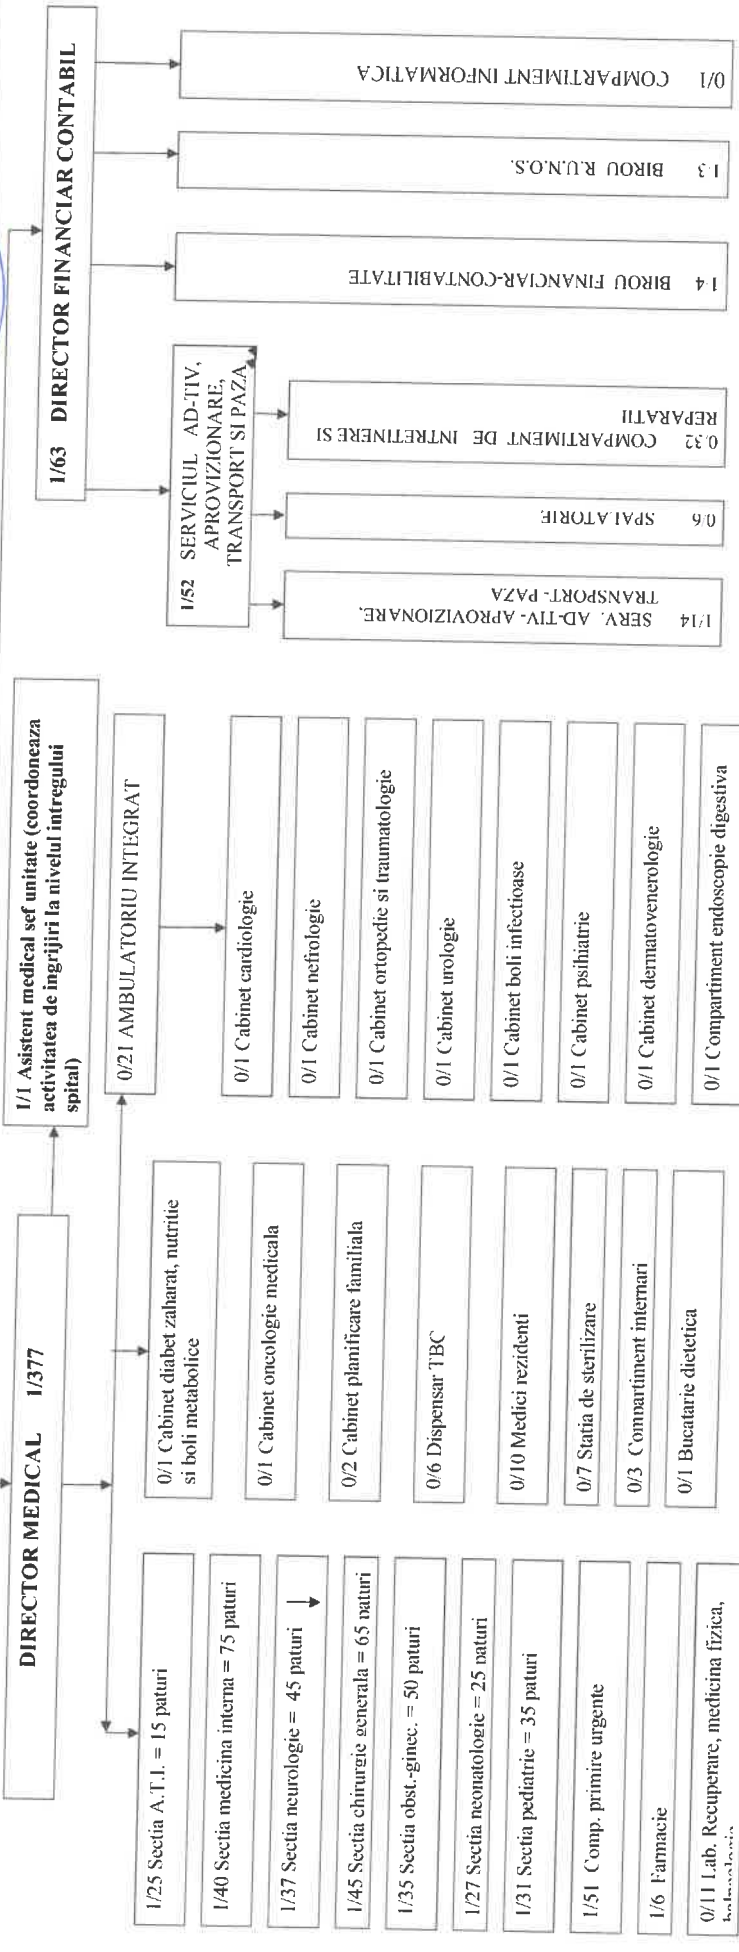 DIRECTOR MEDICAL 1/377
1/1 Asistent medical sef unitate (coordoneaza
activitatea de ingrijiri la nivelul intregului
spital)
1/63 DIRECTOR FINANCIAR CONTABIL
1/25 Sectia A.T.I. = 15 paturi
1/40 Sectia medicina interna = 75 paturi
1/37 Sectia neurologie = 45 paturi
1/45 Sectia chirurgie generala = 65 paturi
1/35 Sectia obst.-ginec. = 50 paturi
1/27 Sectia neonatologie = 25 paturi
1/31 Sectia pediatrie = 35 paturi
1/51 Comp. primire urgente
1/6 Farmacie
0/11 Lab. Recuperare, medicina fizica,
0/1 Cabinet diabet zaharat, nutritie
si boli metabolice
0/1 Cabinet oncologie medicala
0/2 Cabinet planificare familiala
0/6 Dispensar TBC
0/10 Medici rezidenti
0/7 Statia de sterilizare
0/3 Compartiment internari
0/1 Bucatarie dietetica
0/21 AMBULATORIU INTEGRAT
0/1 Cabinet cardiologie
0/1 Cabinet nefrologie
0/1 Cabinet ortopedie si traumatologie
0/1 Cabinet urologie
0/1 Cabinet boli infectioase
0/1 Cabinet psihiatrie
0/1 Cabinet dermatovenerologie
0/1 Compartiment endoscopie digestiva
1/52 SERVICIUL AD-TIV,
APROVIZIONARE,
TRANSPORT SI PAZA
1/14 SERV. AD-TIV- APROVIZIONARE,
TRANSPORT- PAZA
0/6 SPALATORIE
0/32 COMPARTIMENT DE INTRETINERE SI
REPARATII
1/4 BIROU FINANCIAR-CONTABILITATE
1/3 BIROU R.U.N.O.S.
0/1 COMPARTIMENT INFORMATICA